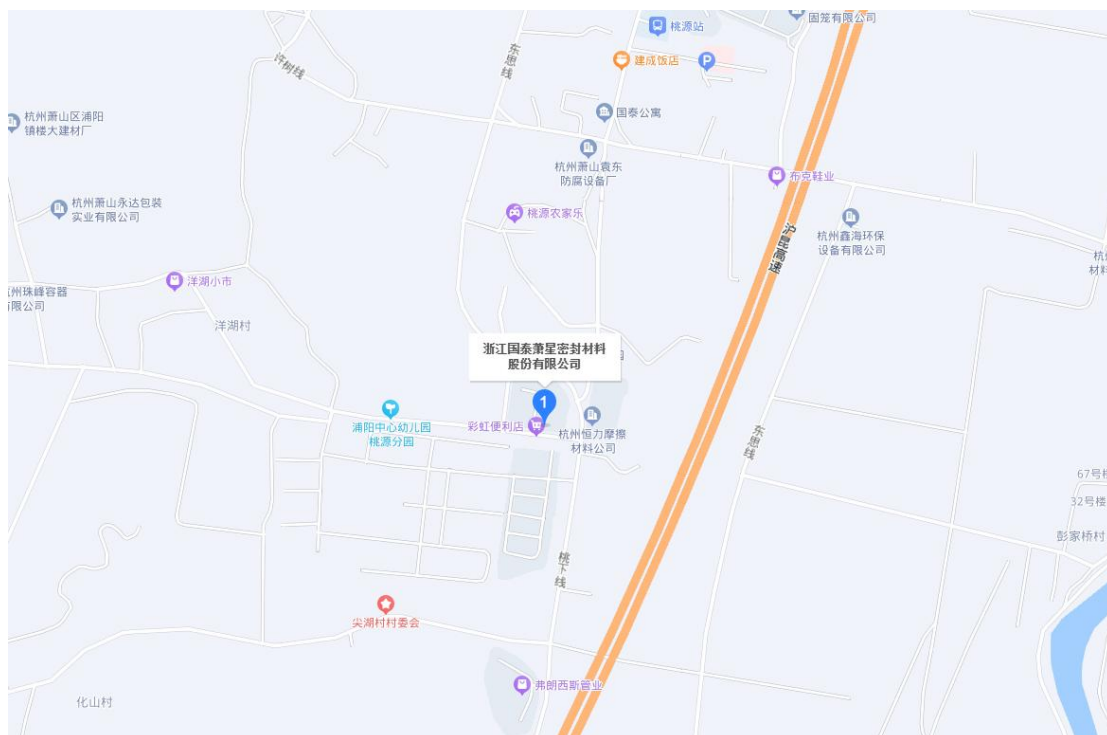 固笼有限公司
桃源站
东思线
建成饭店
P
许树线
杭州萧山区浦阳
镇楼大建材厂
国泰公寓
杭州萧山袁东
防腐设备厂
布克鞋业
杭州萧山永达包装
实业有限公司
桃源农家乐
沪昆高速
杭州鑫海环保
设备有限公司
杭
材料
洋湖小市
州珠峰容器
有限公司
洋湖村
浙江国泰萧星密封材料
股份有限公司
1
浦阳中心幼儿园
桃源分园
彩虹便利店
杭州恒力摩擦
材料公司
东思线
67号楼
32号楼
彭家桥村
桃下线
尖湖村村委会
弗朗西斯管业
化山村